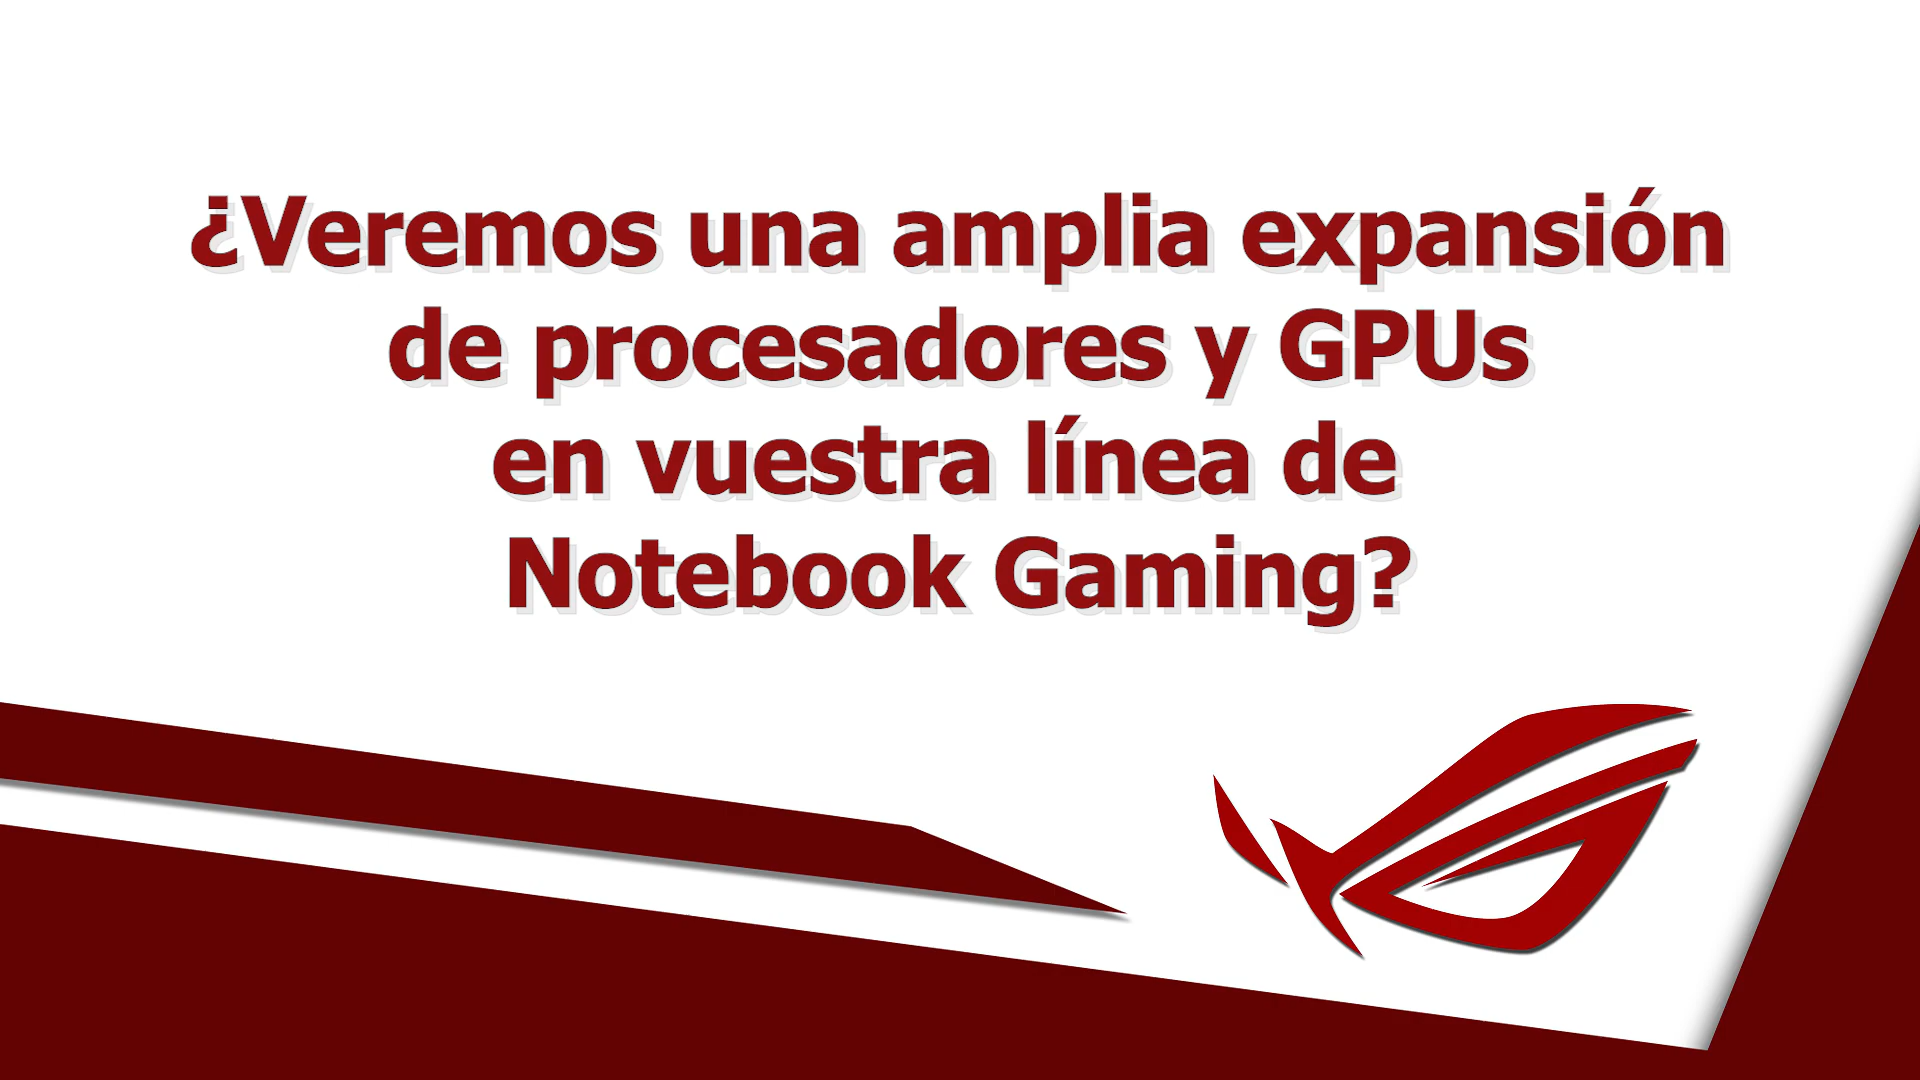 ¿Veremos una amplia expansión
de procesadores y GPUs
en vuestra línea de
Notebook Gaming?